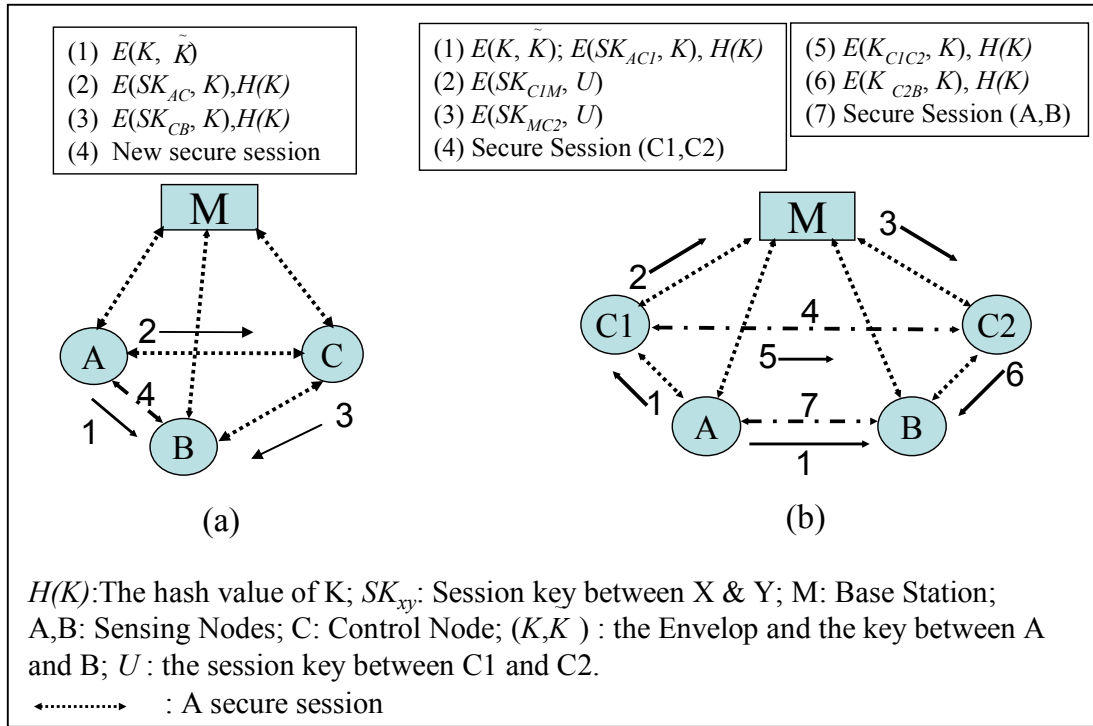 (1) E(K, K̃)
(2) E(SK_AC, K),H(K)
(3) E(SK_CB, K),H(K)
(4) New secure session
(1) E(K, K̃); E(SK_AC1, K), H(K)
(2) E(SK_C1M, U)
(3) E(SK_MC2, U)
(4) Secure Session (C1,C2)
(5) E(K_C1C2, K), H(K)
(6) E(K_C2B, K), H(K)
(7) Secure Session (A,B)
M
2
A
C
4
1
3
B
(a)
M
3
2
C1
4
C2
5
1
6
A
7
B
1
(b)
H(K):The hash value of K; SK_xy: Session key between X & Y; M: Base Station;
A,B: Sensing Nodes; C: Control Node; (K,K̃) : the Envelop and the key between A
and B; U : the session key between C1 and C2.
: A secure session